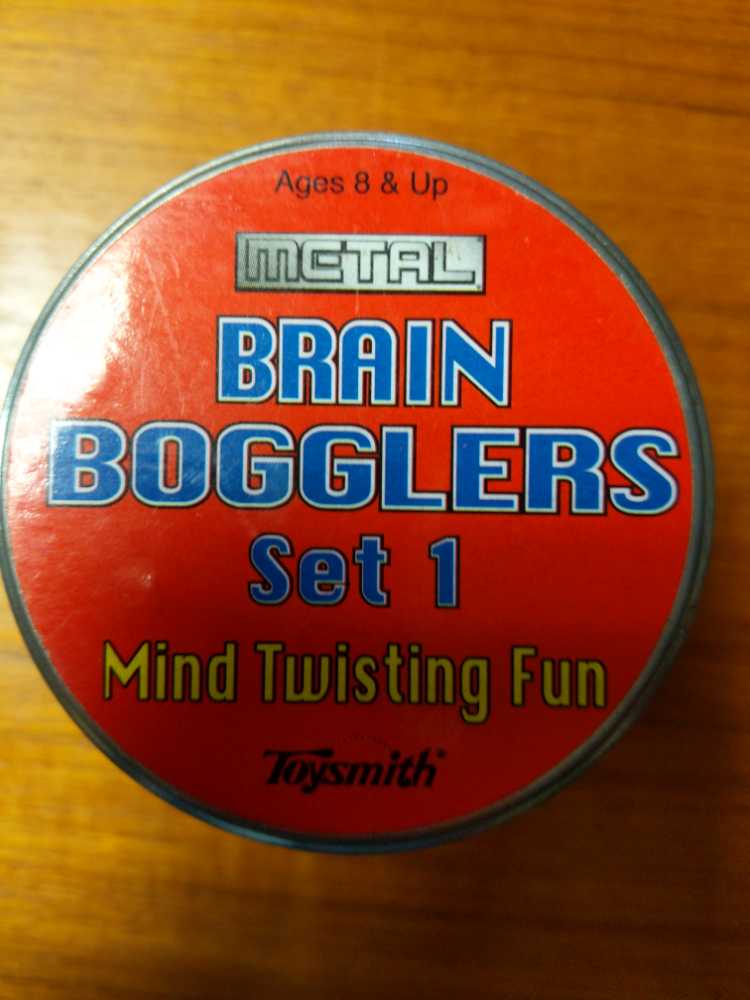 Ages 8 & Up
METAL
BRAIN
BOGGLERS
Set 1
Mind Twisting Fun
Toysmith